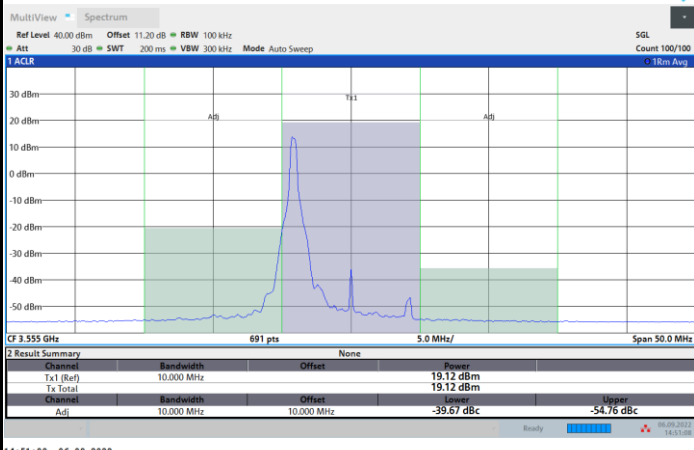 MultiView Spectrum
Ref Level 40.00 dBm Offset 11.20 dB RBW 100 kHz SGL
Att 30 dB SWT 200 ms VBW 300 kHz Mode Auto Sweep Count 100/100
1 ACLR 1Rm Avg
30 dBm
Tx1
20 dBm
Adj Adj
10 dBm
0 dBm
-10 dBm
-20 dBm
-30 dBm
-40 dBm
-50 dBm
CF 3.555 GHz 691 pts 5.0 MHz/ Span 50.0 MHz
2 Result Summary None
Channel Bandwidth Offset Power
Tx1 (Ref) 10.000 MHz 19.12 dBm
Tx Total 19.12 dBm
Channel Bandwidth Offset Lower Upper
Adj 10.000 MHz 10.000 MHz -39.67 dBc -54.76 dBc
Ready 06.09.2022
14:51:08